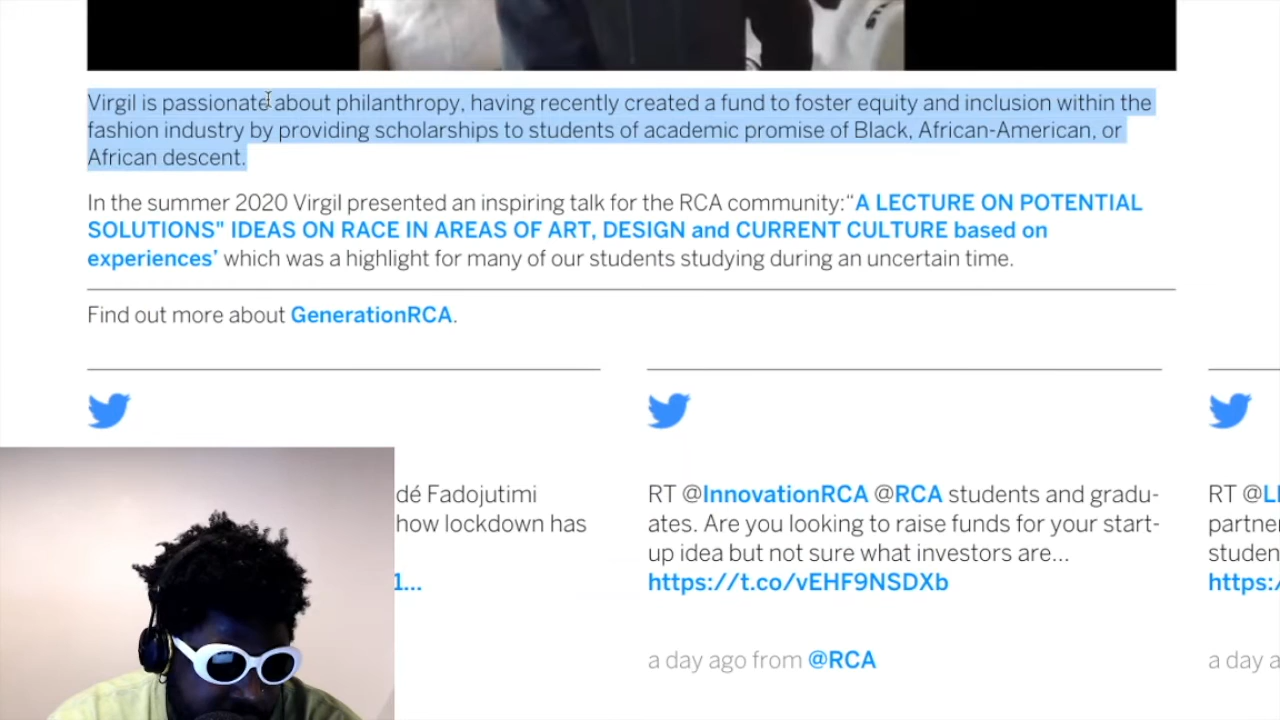 Virgil is passionate about philanthropy, having recently created a fund to foster equity and inclusion within the
fashion industry by providing scholarships to students of academic promise of Black, African-American, or
African descent.
In the summer 2020 Virgil presented an inspiring talk for the RCA community:“A LECTURE ON POTENTIAL
SOLUTIONS" IDEAS ON RACE IN AREAS OF ART, DESIGN and CURRENT CULTURE based on
experiences’ which was a highlight for many of our students studying during an uncertain time.
Find out more about GenerationRCA.
dé Fadojutimi
how lockdown has
1...
RT @InnovationRCA @RCA students and gradu-
ates. Are you looking to raise funds for your start-
up idea but not sure what investors are...
https://t.co/vEHF9NSDXb
a day ago from @RCA
RT @L
partne
studen
https:/
a day a